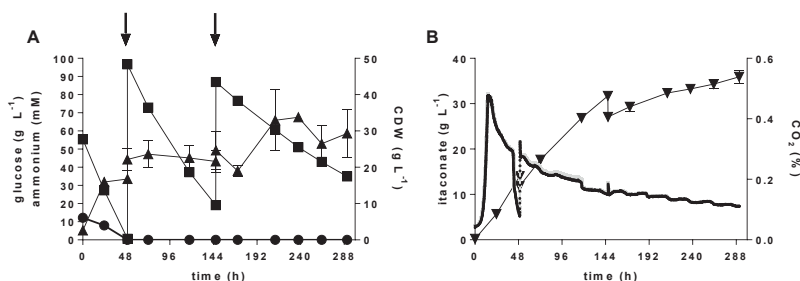 A
B
100
90
80
70
60
50
40
30
20
10
0
glucose (g L⁻¹)
ammonium (mM)
50
40
30
20
10
0
CDW (g L⁻¹)
0 48 96 144 192 240 288
time (h)
40
30
20
10
0
itaconate (g L⁻¹)
0.6
0.4
0.2
0.0
CO₂ (%)
0 48 96 144 192 240 288
time (h)